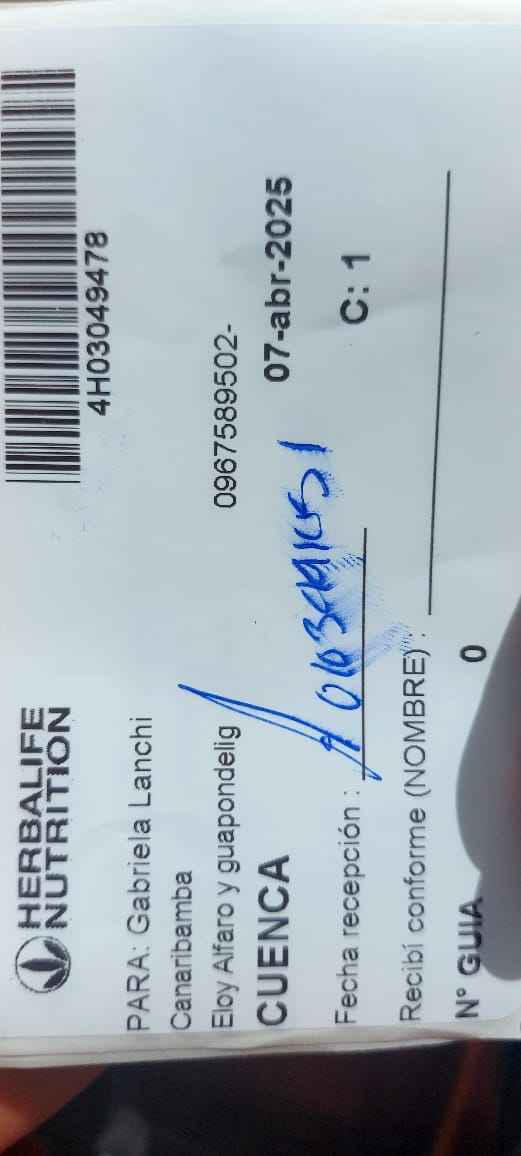 HERBALIFE
NUTRITION
4H03049478
PARA: Gabriela Lanchi
Canaribamba
Eloy Alfaro y guapondelig 0967589502-
CUENCA 07-abr-2025
Fecha recepción :
C: 1
Recibí conforme (NOMBRE) :
N° GUIA 0